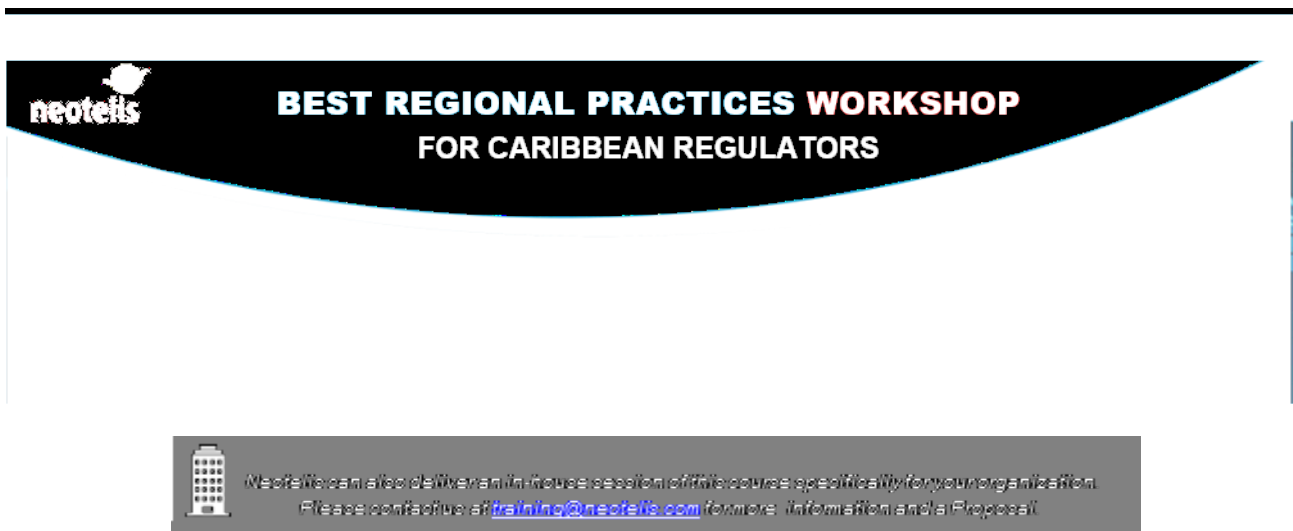 neotelis
BEST REGIONAL PRACTICES WORKSHOP
FOR CARIBBEAN REGULATORS
Neotelis can also deliver an in-house session of this course specifically for your organization.
Please contact us at training@neotelis.com for more information and a Proposal.